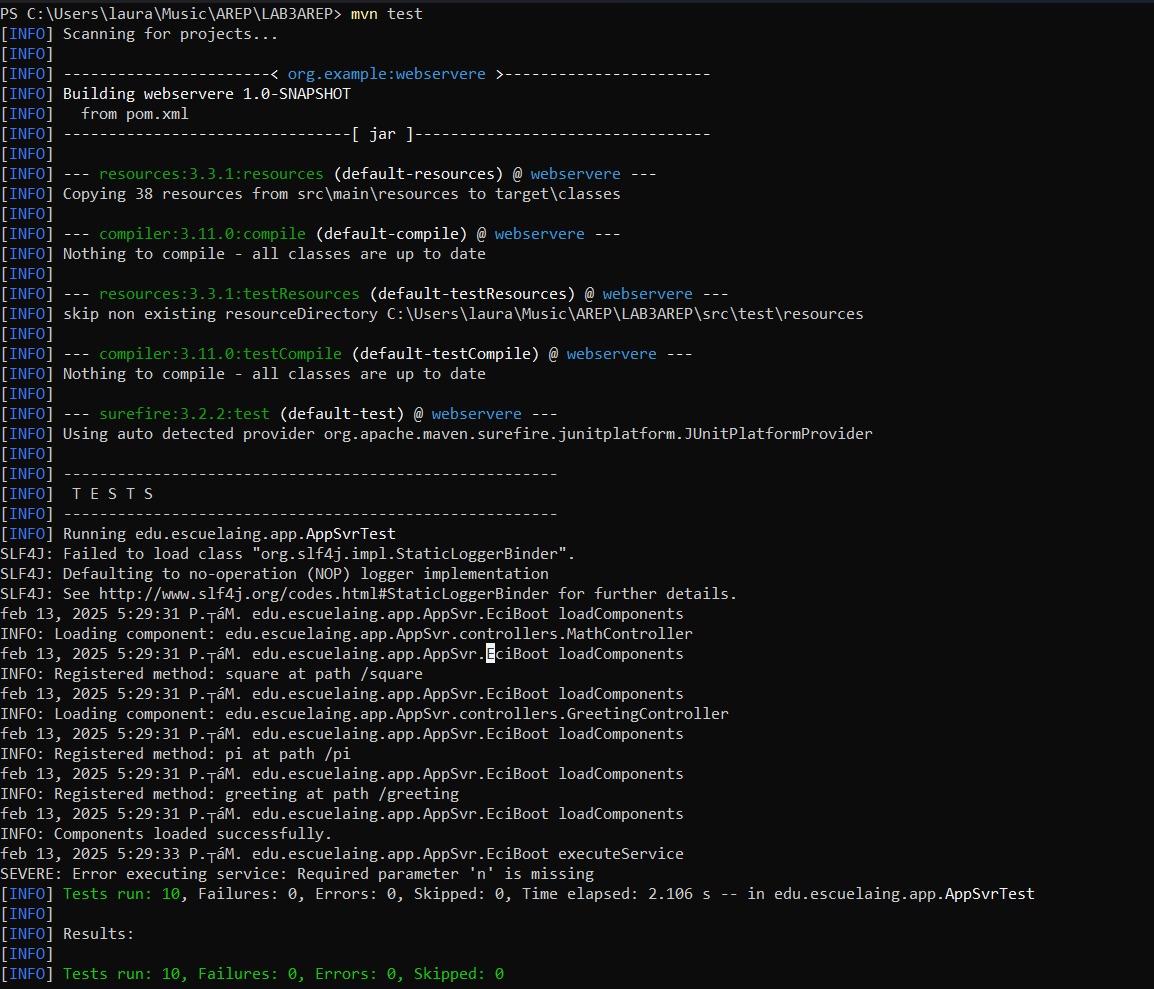 PS C:\Users\laura\Music\AREP\LAB3AREP> mvn test
[INFO] Scanning for projects...
[INFO]
[INFO] -----------------------< org.example:webservere >-----------------------
[INFO] Building webservere 1.0-SNAPSHOT
[INFO]   from pom.xml
[INFO] --------------------------------[ jar ]---------------------------------
[INFO]
[INFO] --- resources:3.3.1:resources (default-resources) @ webservere ---
[INFO] Copying 38 resources from src\main\resources to target\classes
[INFO]
[INFO] --- compiler:3.11.0:compile (default-compile) @ webservere ---
[INFO] Nothing to compile - all classes are up to date
[INFO]
[INFO] --- resources:3.3.1:testResources (default-testResources) @ webservere ---
[INFO] skip non existing resourceDirectory C:\Users\laura\Music\AREP\LAB3AREP\src\test\resources
[INFO]
[INFO] --- compiler:3.11.0:testCompile (default-testCompile) @ webservere ---
[INFO] Nothing to compile - all classes are up to date
[INFO]
[INFO] --- surefire:3.2.2:test (default-test) @ webservere ---
[INFO] Using auto detected provider org.apache.maven.surefire.junitplatform.JUnitPlatformProvider
[INFO]
[INFO] -------------------------------------------------------
[INFO]  T E S T S
[INFO] -------------------------------------------------------
[INFO] Running edu.escuelaing.app.AppSvrTest
SLF4J: Failed to load class "org.slf4j.impl.StaticLoggerBinder".
SLF4J: Defaulting to no-operation (NOP) logger implementation
SLF4J: See http://www.slf4j.org/codes.html#StaticLoggerBinder for further details.
feb 13, 2025 5:29:31 P.┬áM. edu.escuelaing.app.AppSvr.EciBoot loadComponents
INFO: Loading component: edu.escuelaing.app.AppSvr.controllers.MathController
feb 13, 2025 5:29:31 P.┬áM. edu.escuelaing.app.AppSvr.EciBoot loadComponents
INFO: Registered method: square at path /square
feb 13, 2025 5:29:31 P.┬áM. edu.escuelaing.app.AppSvr.EciBoot loadComponents
INFO: Loading component: edu.escuelaing.app.AppSvr.controllers.GreetingController
feb 13, 2025 5:29:31 P.┬áM. edu.escuelaing.app.AppSvr.EciBoot loadComponents
INFO: Registered method: pi at path /pi
feb 13, 2025 5:29:31 P.┬áM. edu.escuelaing.app.AppSvr.EciBoot loadComponents
INFO: Registered method: greeting at path /greeting
feb 13, 2025 5:29:31 P.┬áM. edu.escuelaing.app.AppSvr.EciBoot loadComponents
INFO: Components loaded successfully.
feb 13, 2025 5:29:33 P.┬áM. edu.escuelaing.app.AppSvr.EciBoot executeService
SEVERE: Error executing service: Required parameter 'n' is missing
[INFO] Tests run: 10, Failures: 0, Errors: 0, Skipped: 0, Time elapsed: 2.106 s -- in edu.escuelaing.app.AppSvrTest
[INFO]
[INFO] Results:
[INFO]
[INFO] Tests run: 10, Failures: 0, Errors: 0, Skipped: 0